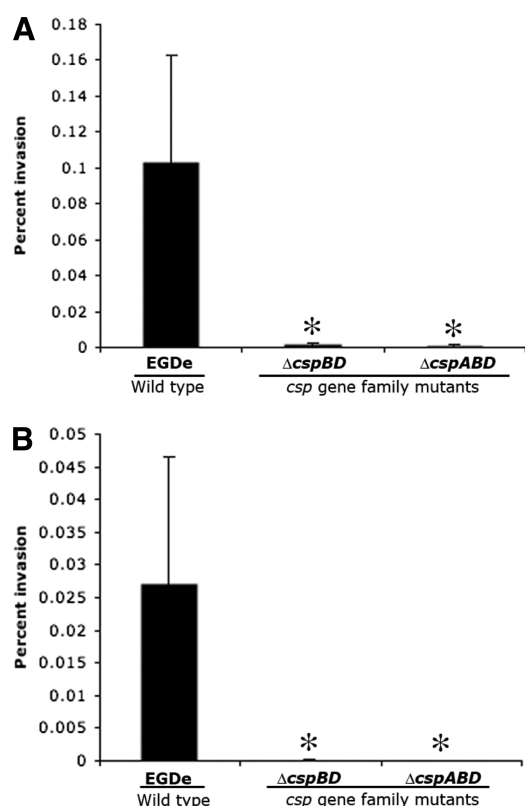 A
Percent invasion
0.18
0.16
0.14
0.12
0.1
0.08
0.06
0.04
0.02
0
* *
EGDe ΔcspBD ΔcspABD
Wild type csp gene family mutants
B
Percent invasion
0.05
0.045
0.04
0.035
0.03
0.025
0.02
0.015
0.01
0.005
0
* *
EGDe ΔcspBD ΔcspABD
Wild type csp gene family mutants